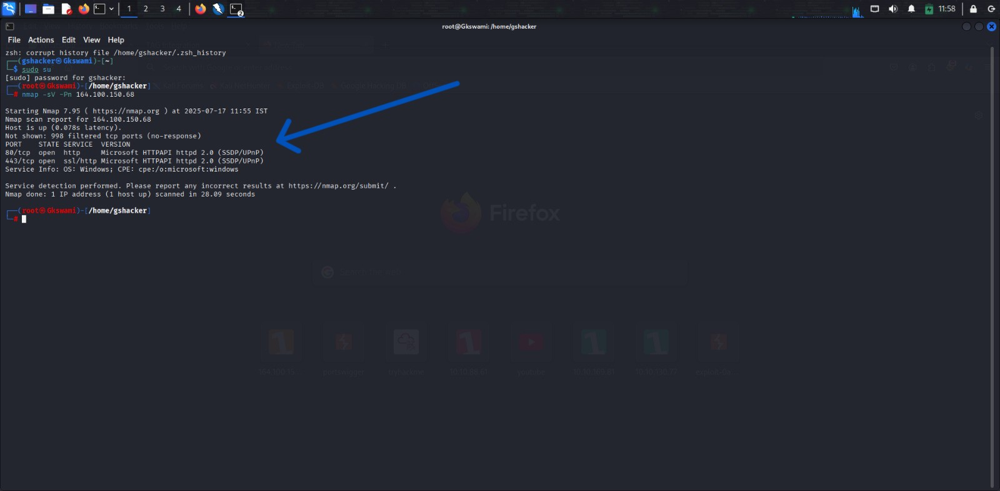 1 2 3 4 2 11:58
root@Gkswami: /home/gshacker
File Actions Edit View Help
zsh: corrupt history file /home/gshacker/.zsh_history
┌──(gshacker㉿Gkswami)-[~]
└─$ sudo su
[sudo] password for gshacker:
┌──(root㉿Gkswami)-[/home/gshacker]
└─# nmap -sV -Pn 164.100.150.68
Starting Nmap 7.95 ( https://nmap.org ) at 2025-07-17 11:55 IST
Nmap scan report for 164.100.150.68
Host is up (0.078s latency).
Not shown: 998 filtered tcp ports (no-response)
PORT    STATE SERVICE  VERSION
80/tcp  open  http     Microsoft HTTPAPI httpd 2.0 (SSDP/UPnP)
443/tcp open  ssl/http Microsoft HTTPAPI httpd 2.0 (SSDP/UPnP)
Service Info: OS: Windows; CPE: cpe:/o:microsoft:windows
Service detection performed. Please report any incorrect results at https://nmap.org/submit/ .
Nmap done: 1 IP address (1 host up) scanned in 28.09 seconds
┌──(root㉿Gkswami)-[/home/gshacker]
└─#
Firefox
portswigger tryhackme youtube